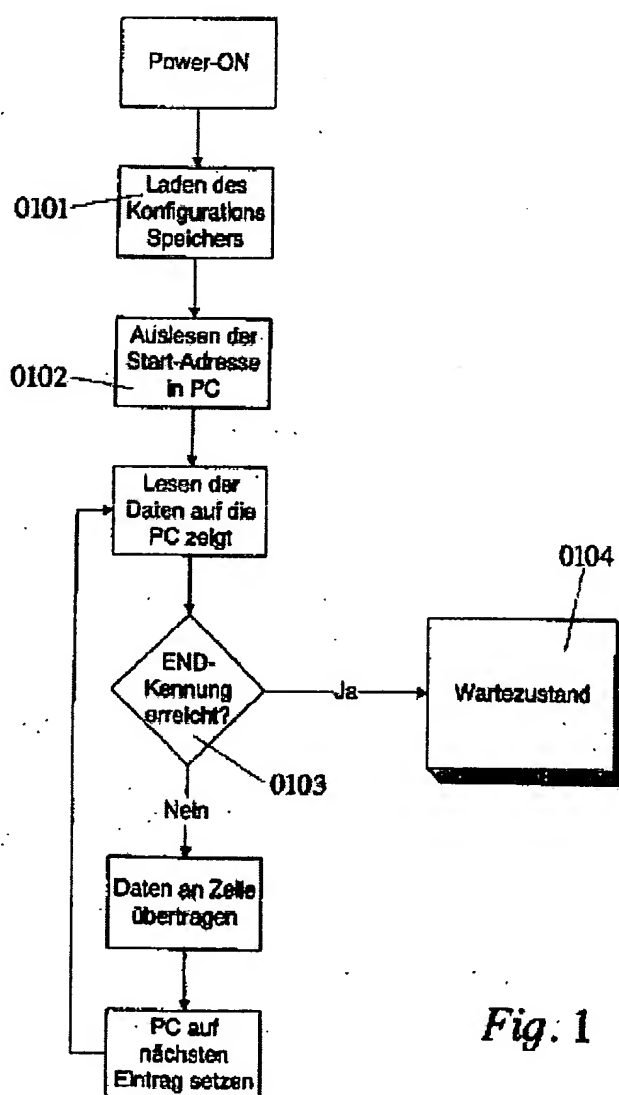 Power-ON
0101
Laden des
Konfigurations
Speichers
0102
Auslesen der
Start-Adresse
in PC
Lesen der
Daten auf die
PC zeigt
END-
Kennung
erreicht?
0103
Ja
0104
Wartezustand
Nein
Daten an Zelle
übertragen
PC auf
nächsten
Eintrag setzen
Fig. 1